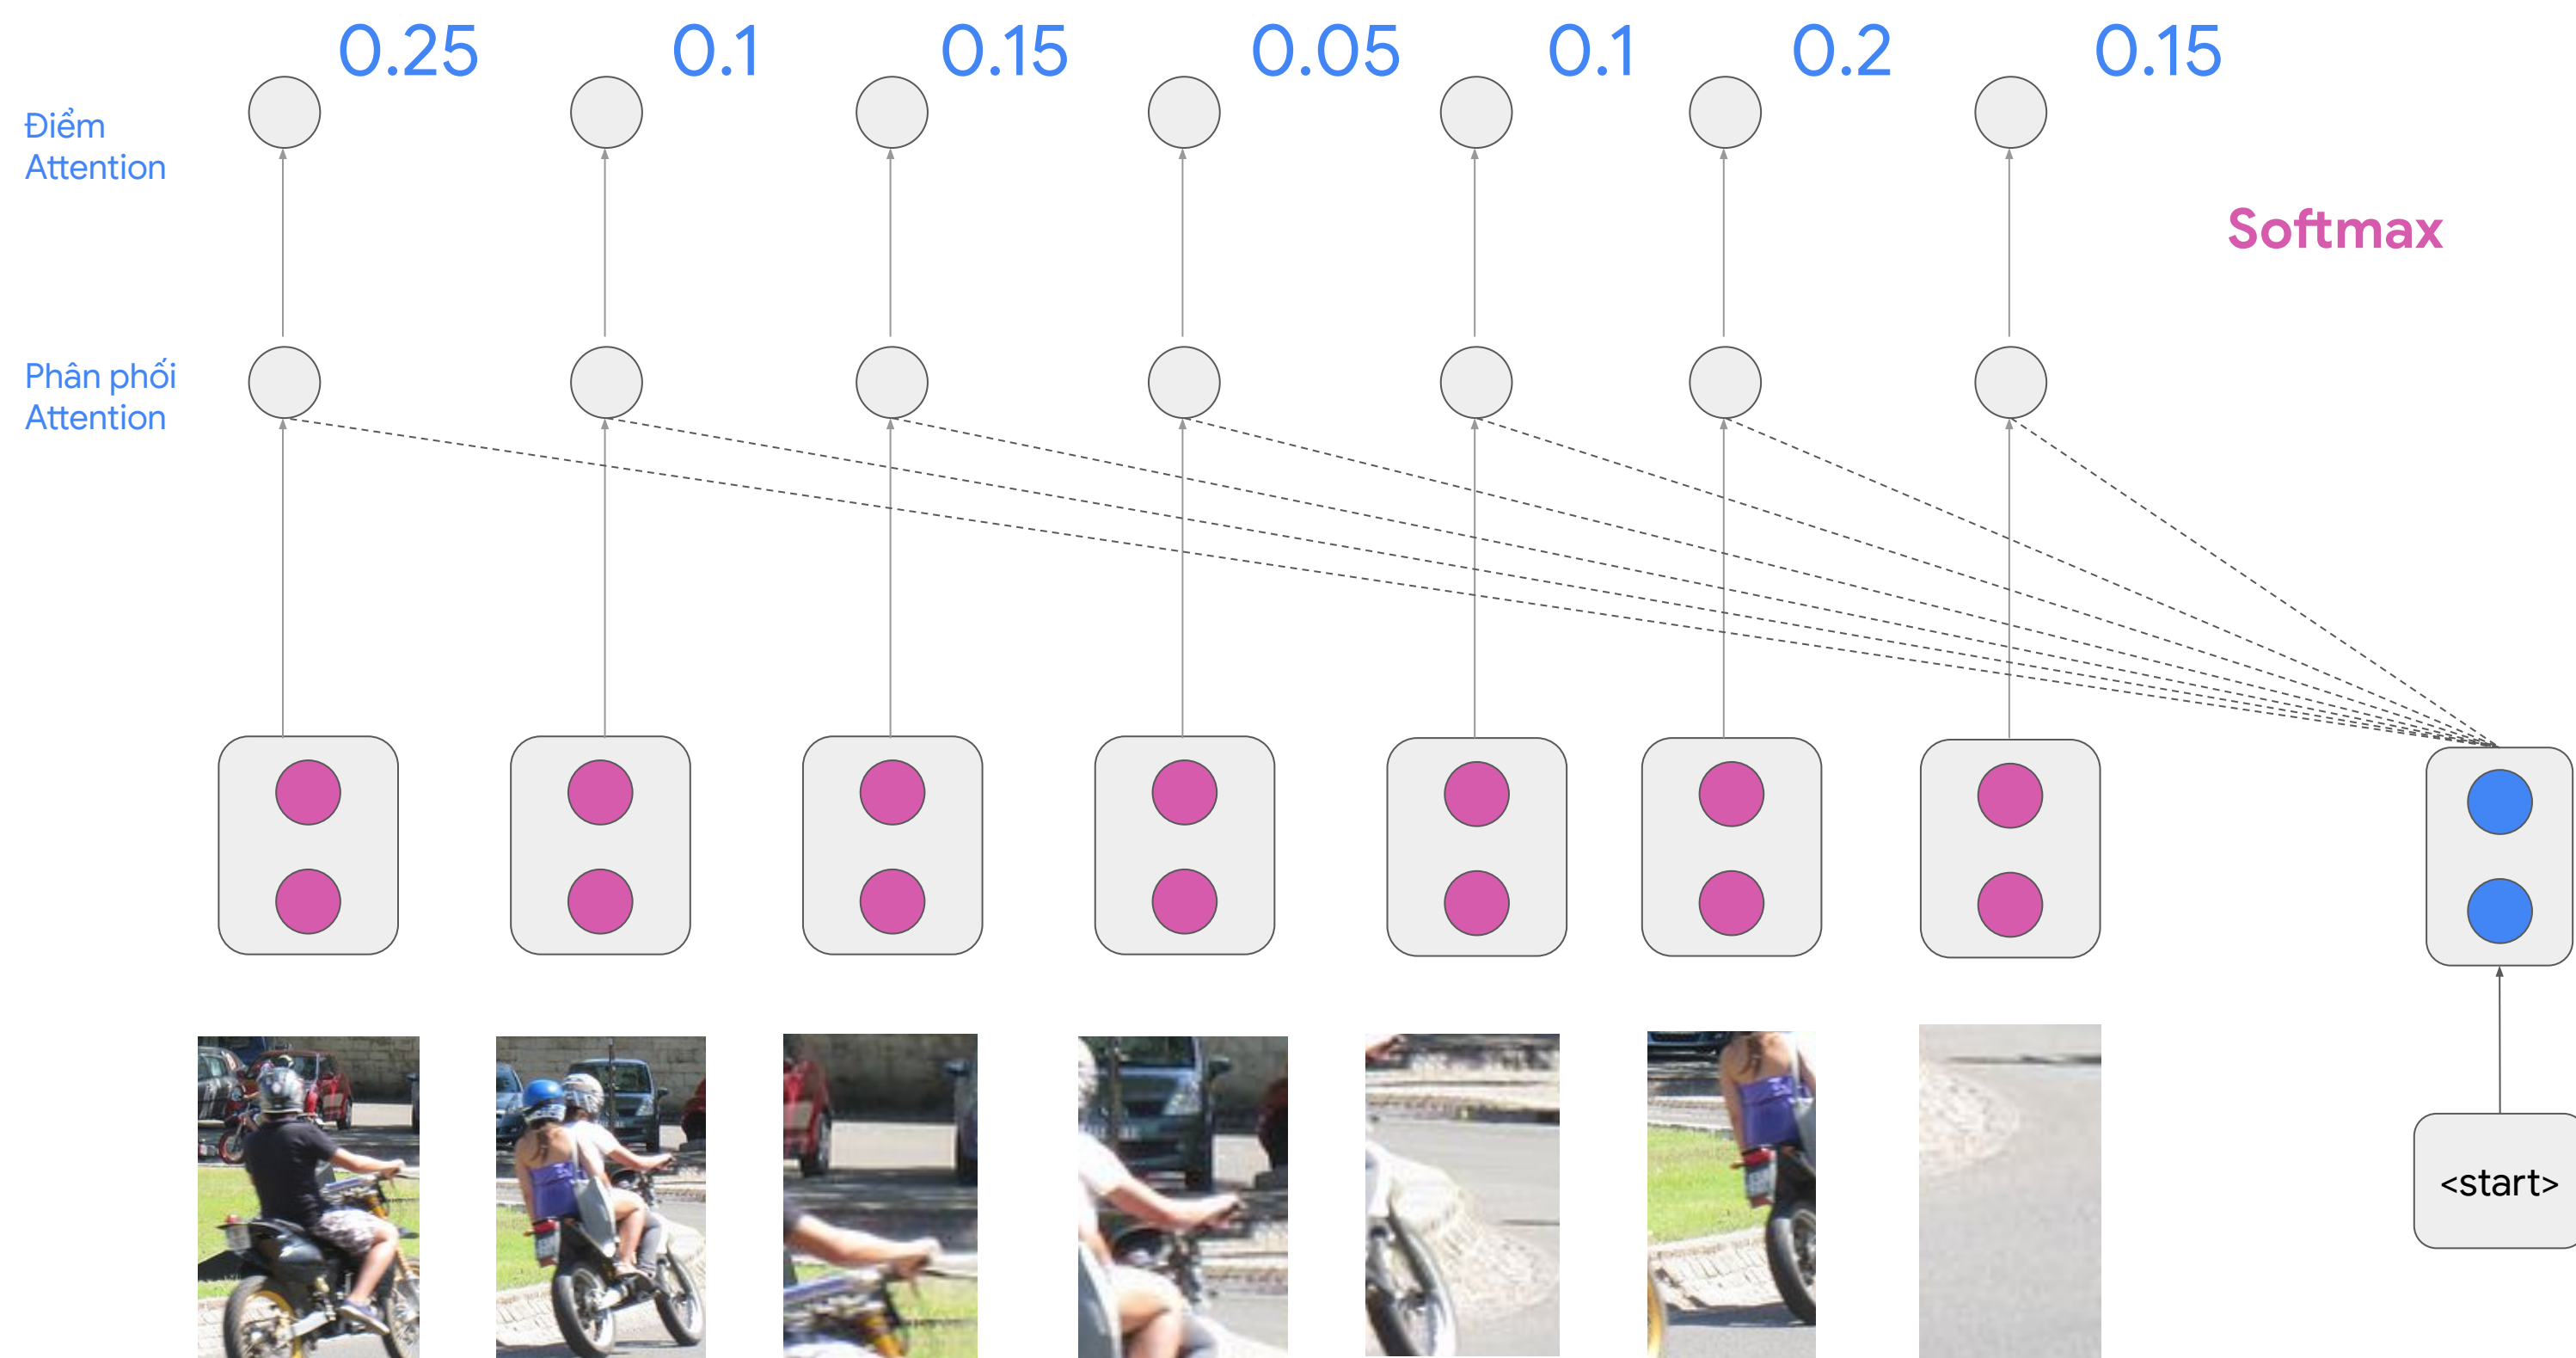 0.25 0.1 0.15 0.05 0.1 0.2 0.15
Điểm
Attention
Softmax
Phân phối
Attention
<start>